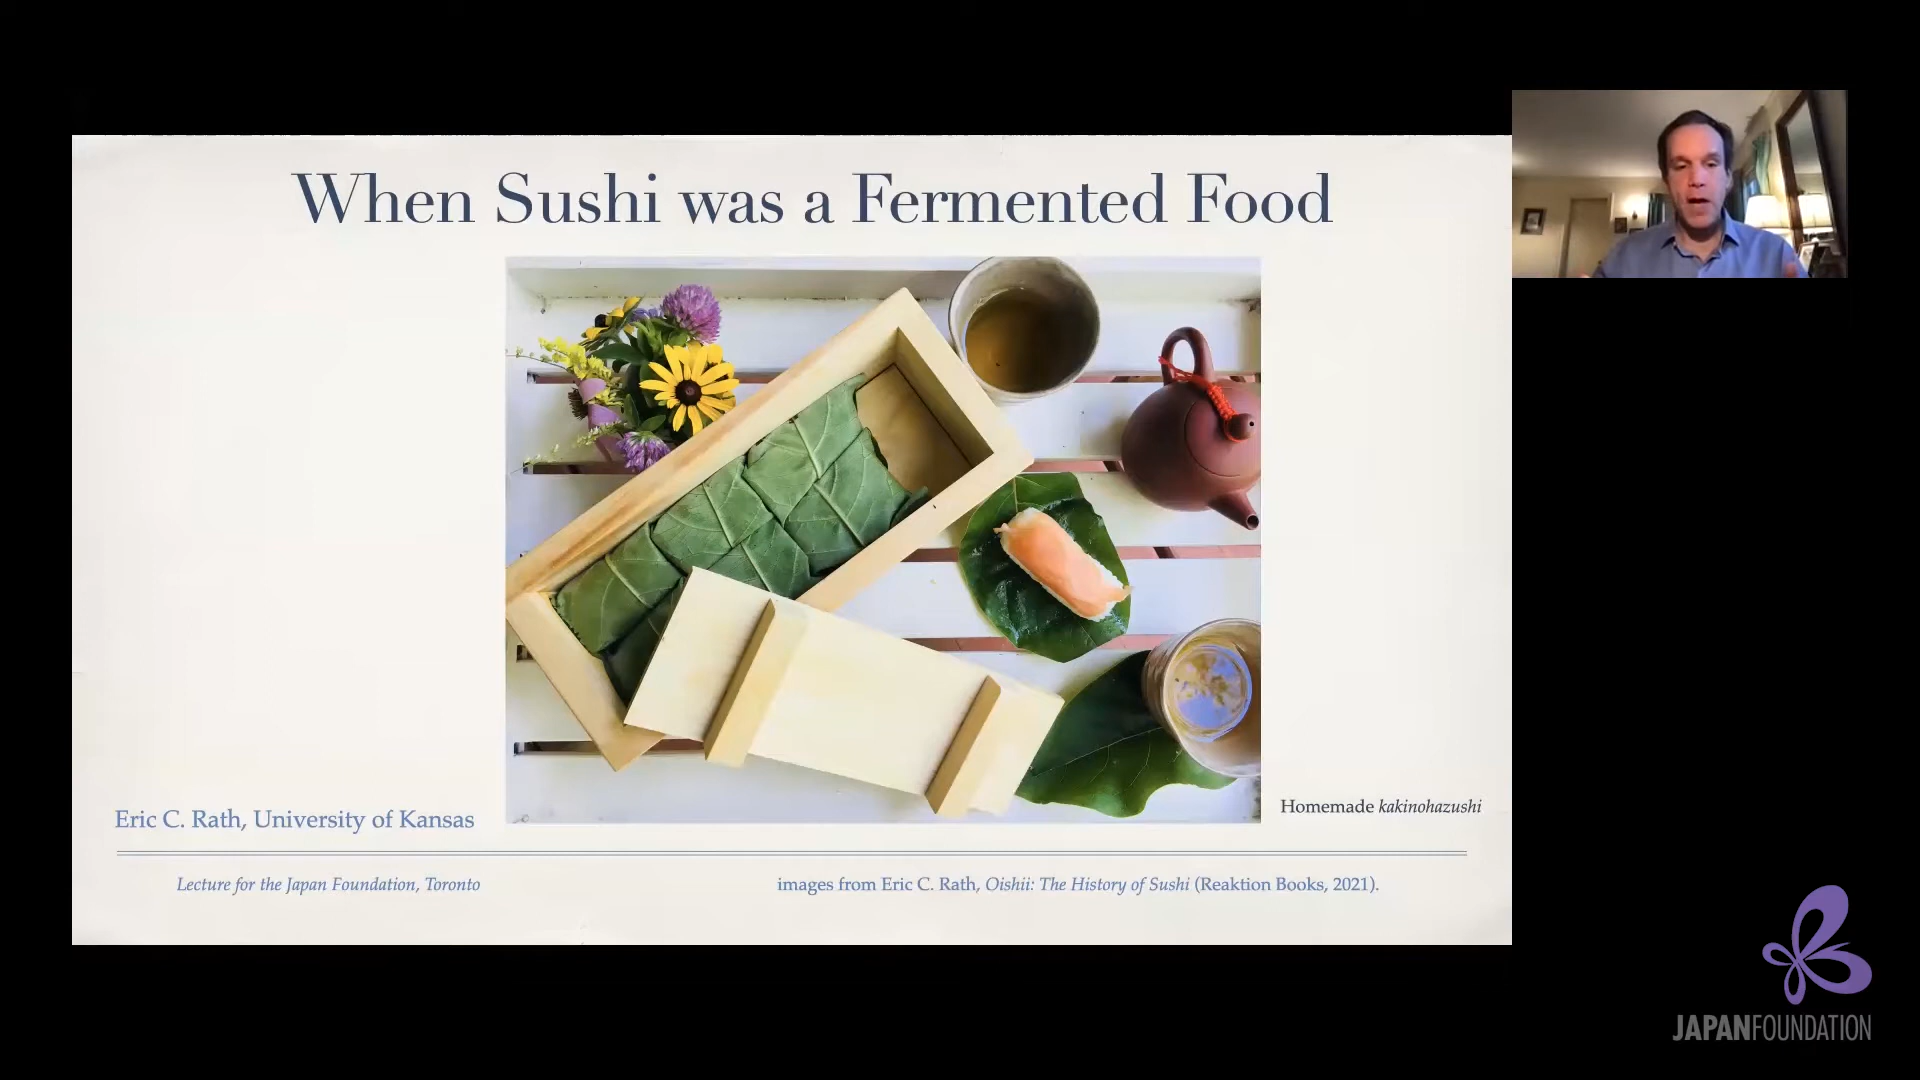 When Sushi was a Fermented Food
Eric C. Rath, University of Kansas
Homemade kakinohazushi
Lecture for the Japan Foundation, Toronto
images from Eric C. Rath, Oishii: The History of Sushi (Reaktion Books, 2021).
JAPANFOUNDATION